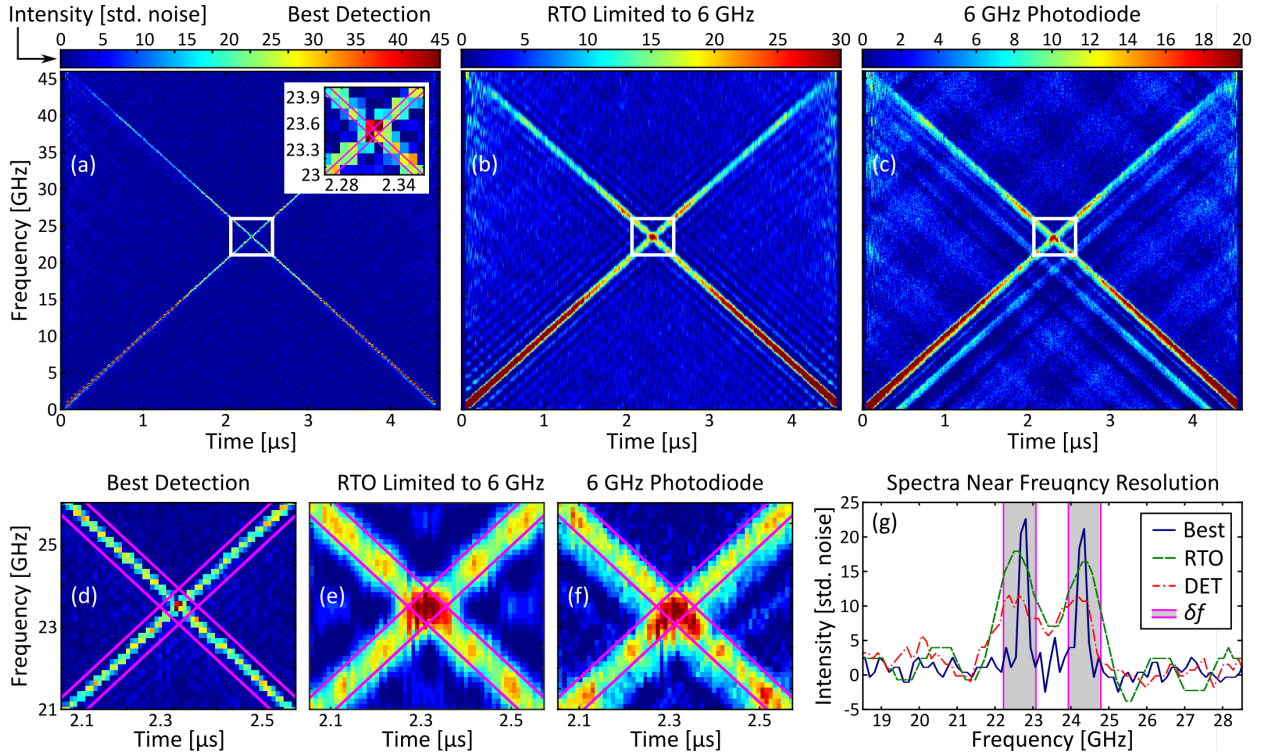 Intensity [std. noise] Best Detection RTO Limited to 6 GHz 6 GHz Photodiode
0 5 10 15 20 25 30 35 40 45 0 5 10 15 20 25 30 0 2 4 6 8 10 12 14 16 18 20
Frequency [GHz]
45
40
35
30
25
20
15
10
5
0
(a)
23.9
23.6
23.3
23
2.28 2.34
(b)
(c)
0 1 2 3 4 0 1 2 3 4 0 1 2 3 4
Time [µs] Time [µs] Time [µs]
Best Detection RTO Limited to 6 GHz 6 GHz Photodiode Spectra Near Freuqncy Resolution
Frequency [GHz]
25
23
21
(d)
(e)
(f)
2.1 2.3 2.5 2.1 2.3 2.5 2.1 2.3 2.5
Time [µs] Time [µs] Time [µs]
Intensity [std. noise]
25
20
15
10
5
0
-5
(g)
Best
RTO
DET
δf
19 20 21 22 23 24 25 26 27 28
Frequency [GHz]